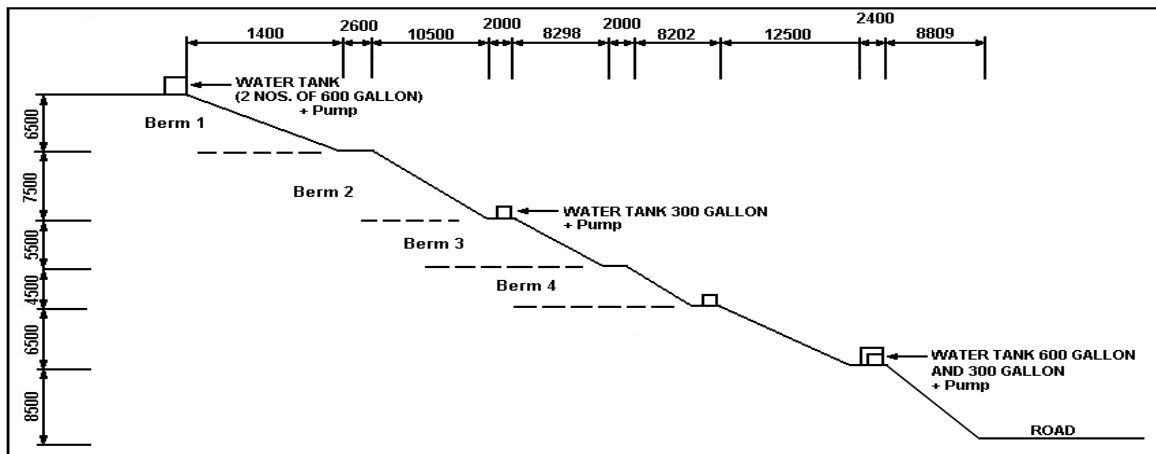 2600
2000
2000
2400
1400
10500
8298
8202
12500
8809
WATER TANK
(2 NOS. OF 600 GALLON)
+ Pump
6500
Berm 1
7500
Berm 2
WATER TANK 300 GALLON
+ Pump
5500
Berm 3
4500
Berm 4
6500
WATER TANK 600 GALLON
AND 300 GALLON
+ Pump
8500
ROAD